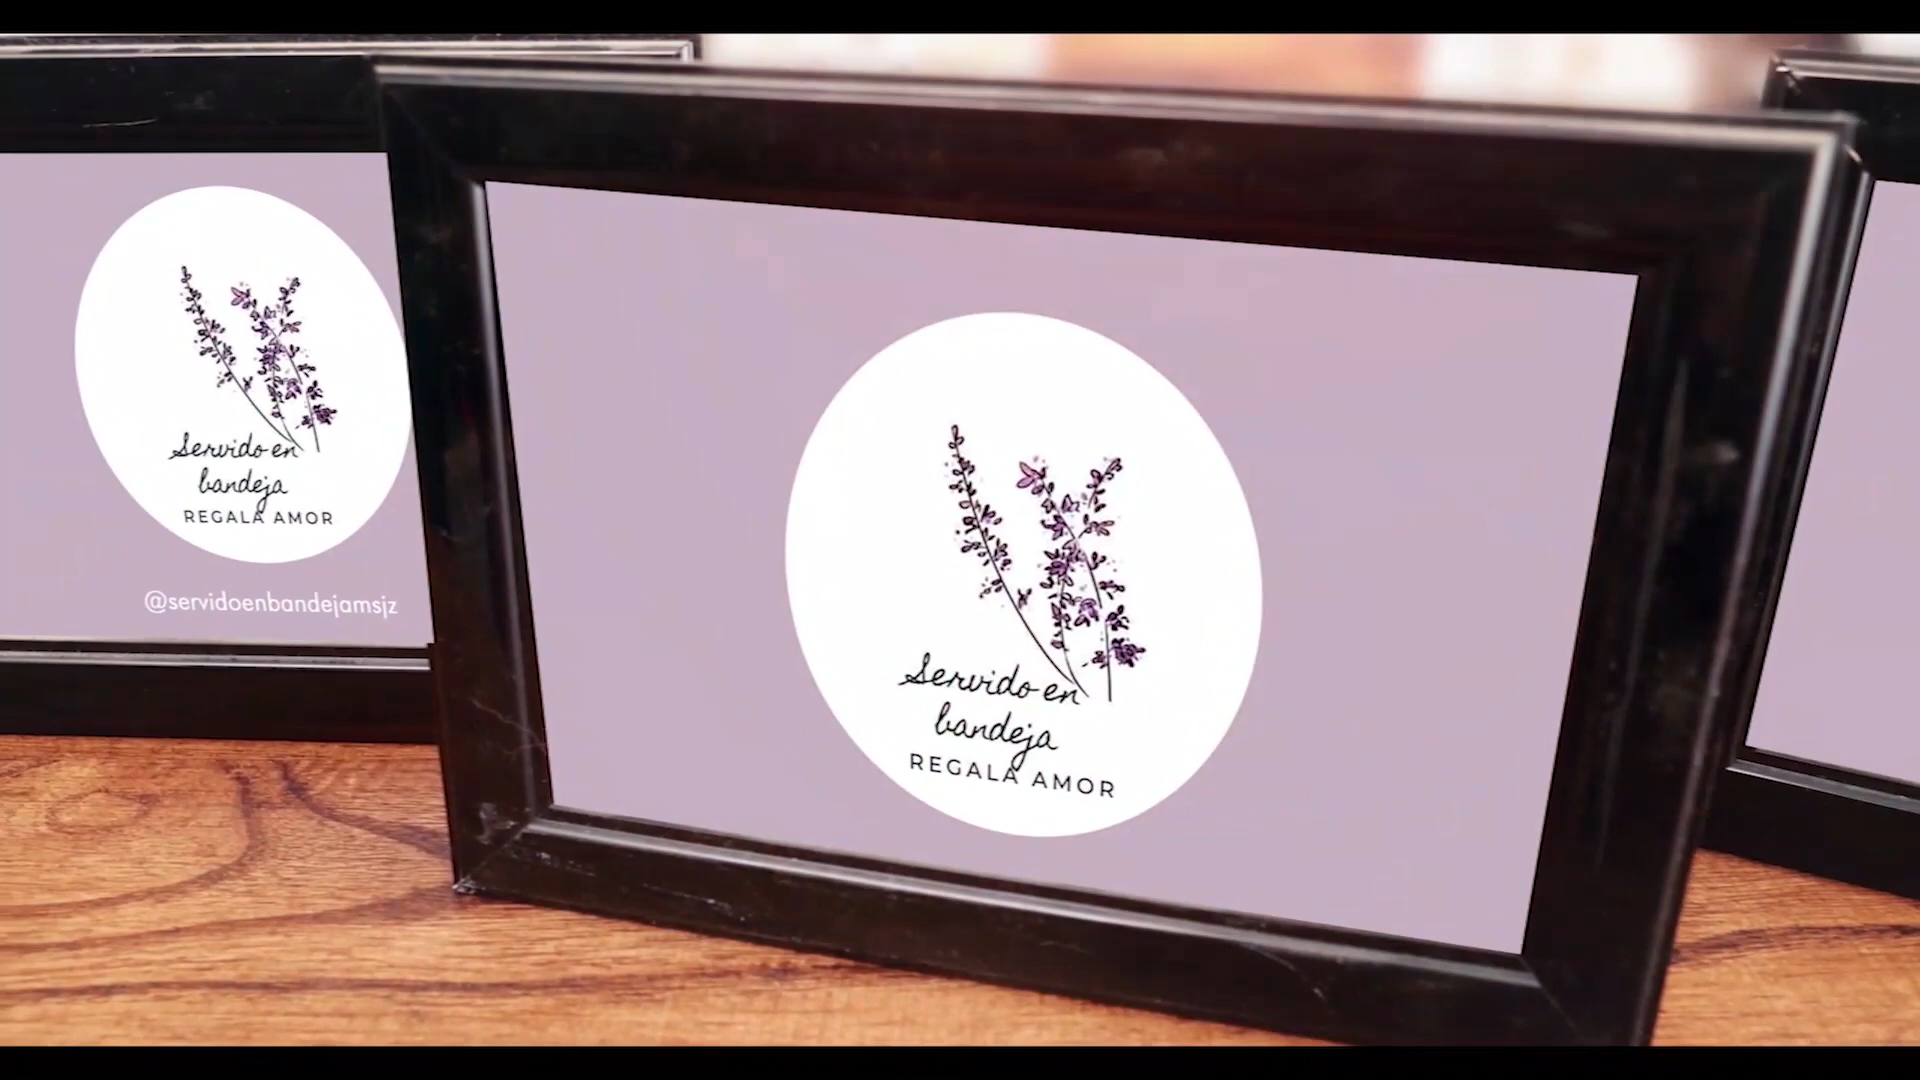 Servido en
bandeja
REGALA AMOR
@servidoenbandejamsjz
Servido en
bandeja
REGALA AMOR